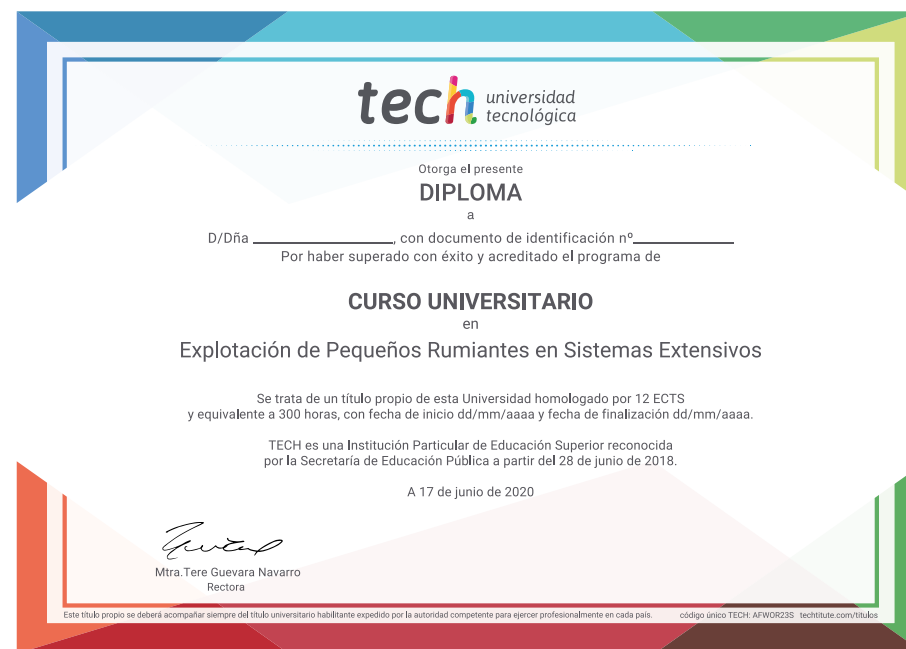 tech universidad
tecnológica
Otorga el presente
DIPLOMA
a
D/Dña ____________________, con documento de identificación nº______________
Por haber superado con éxito y acreditado el programa de
CURSO UNIVERSITARIO
en
Explotación de Pequeños Rumiantes en Sistemas Extensivos
Se trata de un título propio de esta Universidad homologado por 12 ECTS
y equivalente a 300 horas, con fecha de inicio dd/mm/aaaa y fecha de finalización dd/mm/aaaa.
TECH es una Institución Particular de Educación Superior reconocida
por la Secretaría de Educación Pública a partir del 28 de junio de 2018.
A 17 de junio de 2020
Mtra.Tere Guevara Navarro
Rectora
Este título propio se deberá acompañar siempre del título universitario habilitante expedido por la autoridad competente para ejercer profesionalmente en cada país. código único TECH: AFWOR23S techtitute.com/titulos